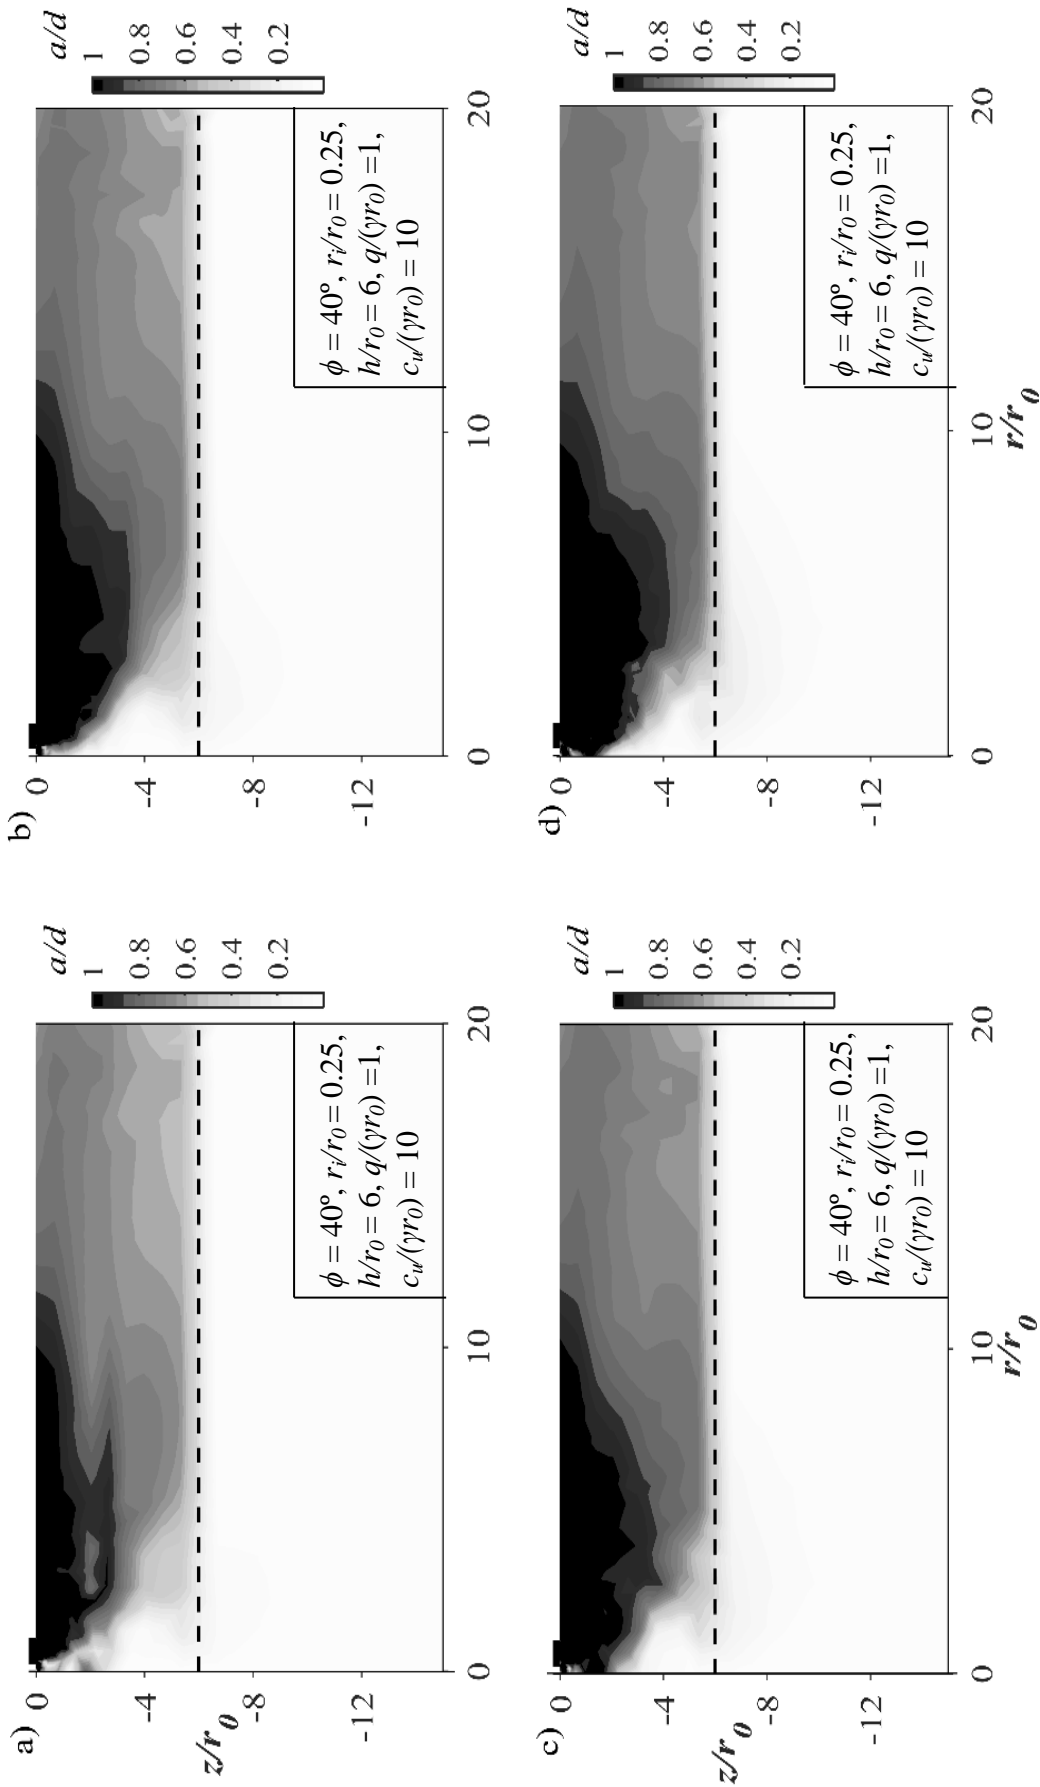 a)
z/r0
0
-4
-8
-12
0
10
20
a/d
1
0.8
0.6
0.4
0.2
ϕ = 40°, ri/r0 = 0.25,
h/r0 = 6, q/(γr0) =1,
cu/(γr0) = 10
b)
0
-4
-8
-12
0
10
20
a/d
1
0.8
0.6
0.4
0.2
ϕ = 40°, ri/r0 = 0.25,
h/r0 = 6, q/(γr0) =1,
cu/(γr0) = 10
c)
z/r0
0
-4
-8
-12
0
10
20
r/r0
a/d
1
0.8
0.6
0.4
0.2
ϕ = 40°, ri/r0 = 0.25,
h/r0 = 6, q/(γr0) =1,
cu/(γr0) = 10
d)
0
-4
-8
-12
0
10
20
r/r0
a/d
1
0.8
0.6
0.4
0.2
ϕ = 40°, ri/r0 = 0.25,
h/r0 = 6, q/(γr0) =1,
cu/(γr0) = 10